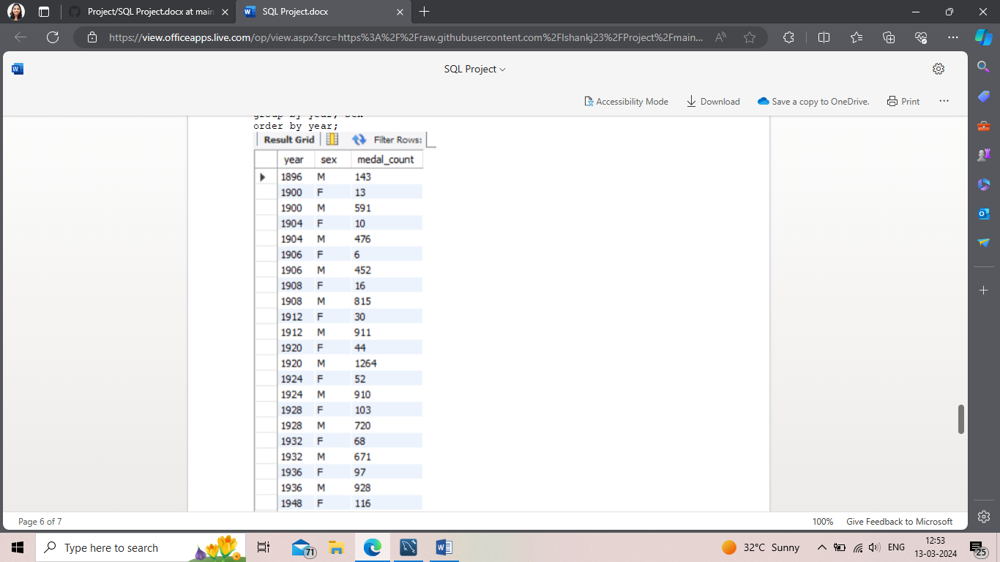 Project/SQL Project.docx at main
SQL Project.docx
https://view.officeapps.live.com/op/view.aspx?src=https%3A%2F%2Fraw.githubusercontent.com%2FIshankj23%2FProject%2Fmain...
SQL Project
Accessibility Mode
Download
Save a copy to OneDrive.
Print
group by year, sex
order by year;
Result Grid Filter Rows:
year sex medal_count
1896 M 143
1900 F 13
1900 M 591
1904 F 10
1904 M 476
1906 F 6
1906 M 452
1908 F 16
1908 M 815
1912 F 30
1912 M 911
1920 F 44
1920 M 1264
1924 F 52
1924 M 910
1928 F 103
1928 M 720
1932 F 68
1932 M 671
1936 F 97
1936 M 928
1948 F 116
Page 6 of 7
100%
Give Feedback to Microsoft
Type here to search
71
32°C Sunny
ENG
12:53
13-03-2024
25